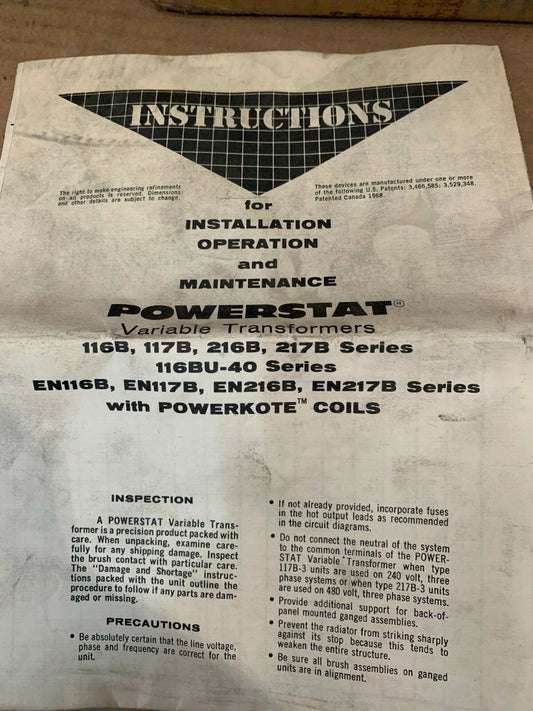 INSTRUCTIONS
The right to make engineering refinements
on all products is reserved. Dimensions
and other details are subject to change.
These devices are manufactured under one or more
of the following U.S. Patents: 3,466,585; 3,529,348.
Patented Canada 1968.
for
INSTALLATION
OPERATION
and
MAINTENANCE
POWERSTAT®
Variable Transformers
116B, 117B, 216B, 217B Series
116BU-40 Series
EN116B, EN117B, EN216B, EN217B Series
with POWERKOTE™ COILS
INSPECTION
A POWERSTAT Variable Trans-
former is a precision product packed with
care. When unpacking, examine care-
fully for any shipping damage. Inspect
the brush contact with particular care.
The "Damage and Shortage" instruc-
tions packed with the unit outline the
procedure to follow if any parts are dam-
aged or missing.
PRECAUTIONS
• Be absolutely certain that the line voltage,
phase and frequency are correct for the
unit.
• If not already provided, incorporate fuses
in the hot output leads as recommended
in the circuit diagrams.
• Do not connect the neutral of the system
to the common terminals of the POWER-
STAT Variable Transformer when type
117B-3 units are used on 240 volt, three
phase systems or when type 217B-3 units
are used on 480 volt, three phase systems.
• Provide additional support for back-of-
panel mounted ganged assemblies.
• Prevent the radiator from striking sharply
against its stop because this tends to
weaken the entire structure.
• Be sure all brush assemblies on ganged
units are in alignment.